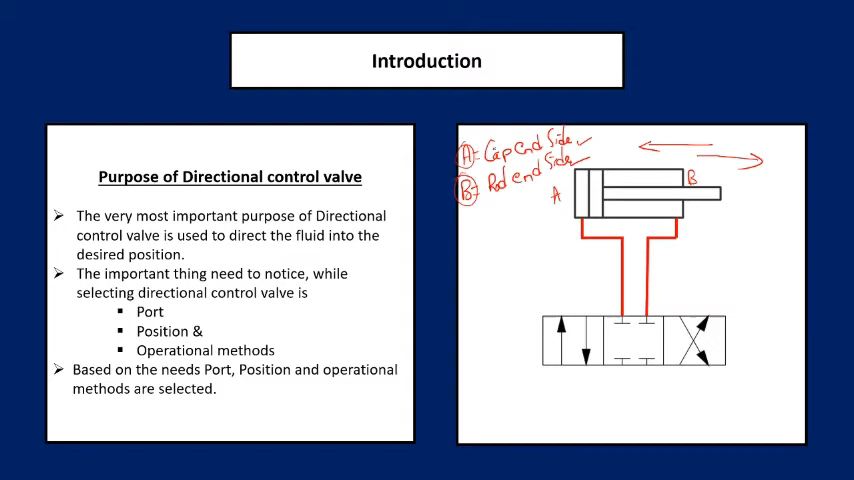 Introduction
Purpose of Directional control valve
➢ The very most important purpose of Directional
control valve is used to direct the fluid into the
desired position.
➢ The important thing need to notice, while
selecting directional control valve is
▪ Port
▪ Position &
▪ Operational methods
➢ Based on the needs Port, Position and operational
methods are selected.
A= Cap End Side ✓
B= Rod end Side ✓
A
B